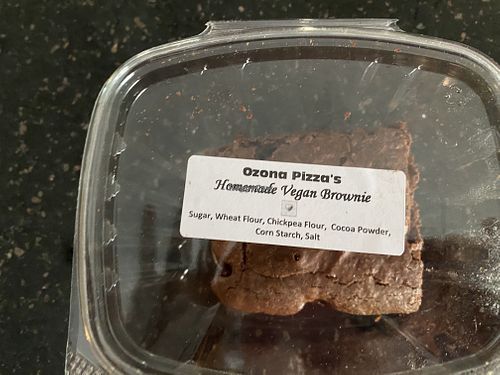 Ozona Pizza's
Homemade Vegan Brownie
Sugar, Wheat Flour, Chickpea Flour, Cocoa Powder,
Corn Starch, Salt